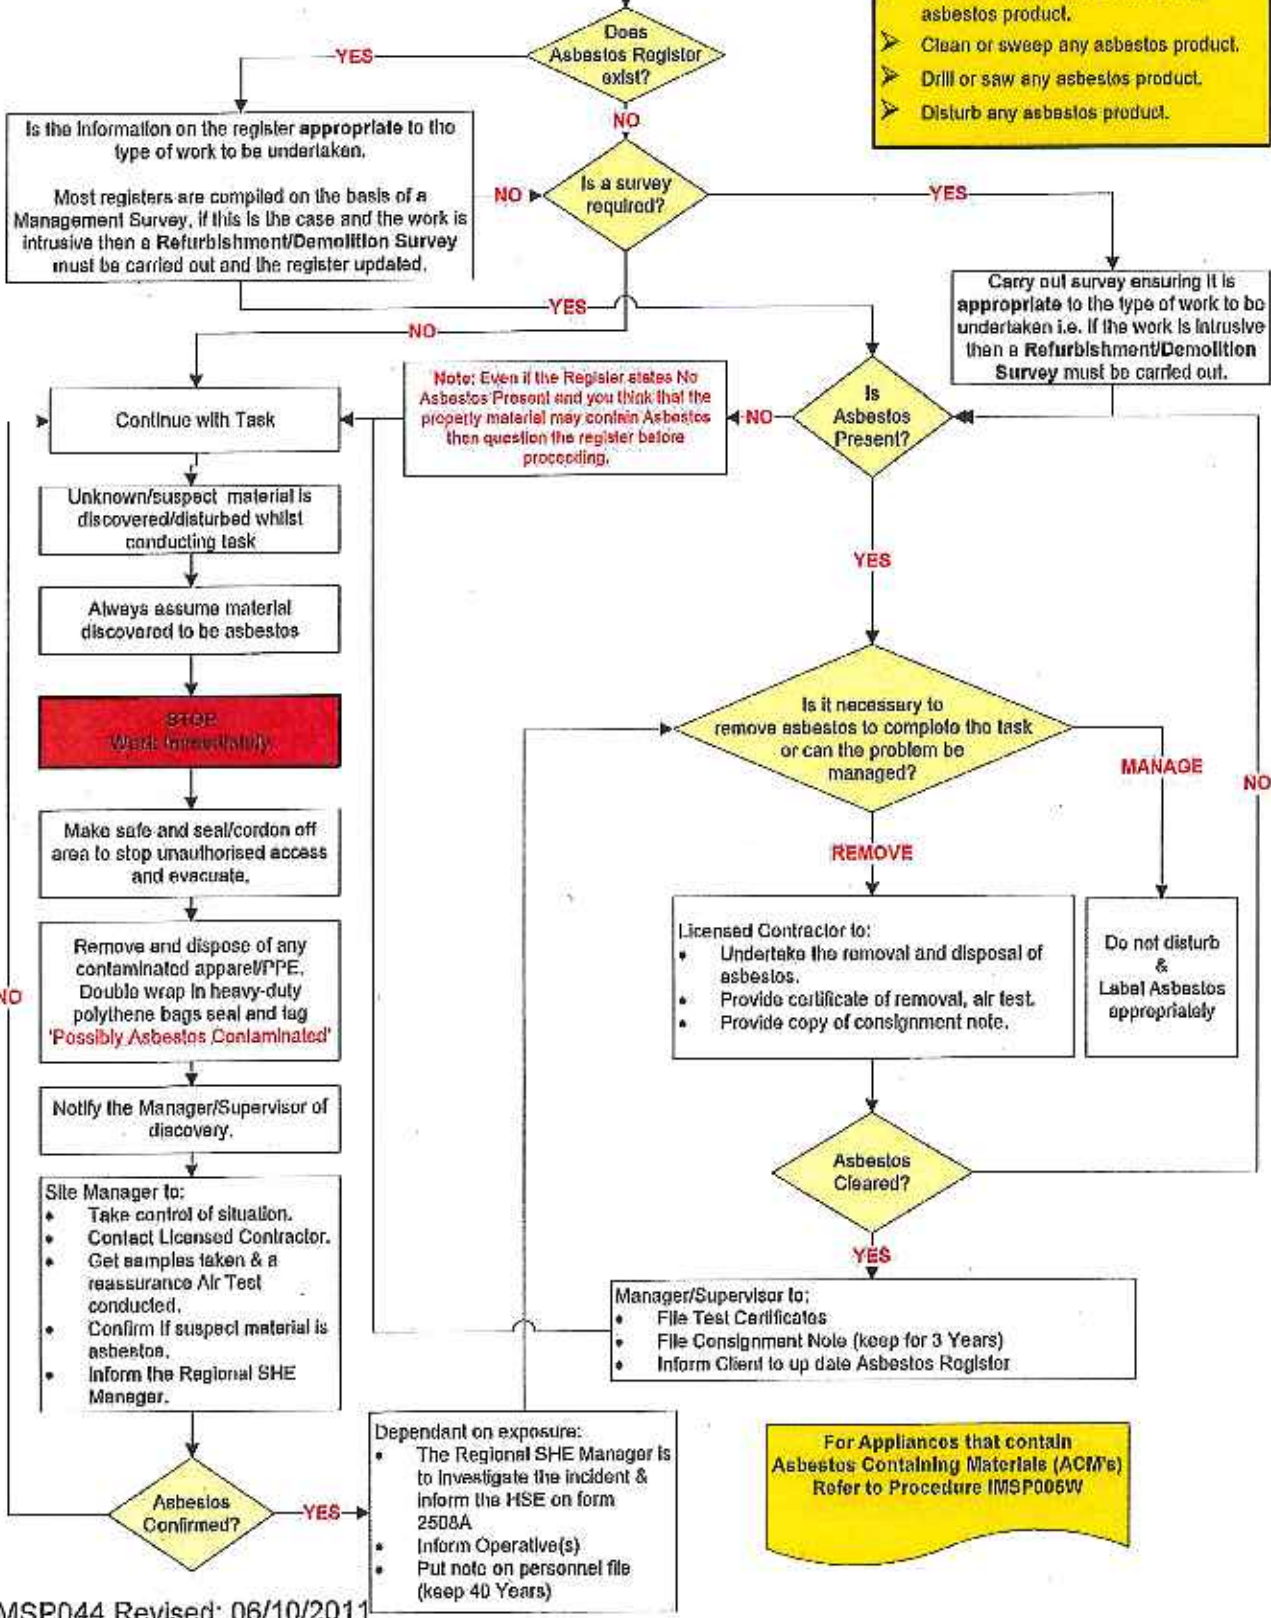 asbestos product.
Clean or sweep any asbestos product.
Drill or saw any asbestos product.
Disturb any asbestos product.
Does
Asbestos Register
exist?
YES
NO
Is the Information on the register appropriate to the
type of work to be undertaken.
Most registers are compiled on the basis of a
Management Survey, if this is the case and the work is
intrusive then a Refurbishment/Demolition Survey
must be carried out and the register updated.
NO
Is a survey
required?
YES
Carry out survey ensuring it is
appropriate to the type of work to be
undertaken i.e. if the work is intrusive
then a Refurbishment/Demolition
Survey must be carried out.
YES
NO
Continue with Task
Note: Even if the Register states No
Asbestos Present and you think that the
property material may contain Asbestos
then question the register before
proceeding.
NO
Is
Asbestos
Present?
Unknown/suspect material is
discovered/disturbed whilst
conducting task
YES
Always assume material
discovered to be asbestos
STOP
Work Immediately
Is it necessary to
remove asbestos to complete the task
or can the problem be
managed?
MANAGE
NO
REMOVE
Make safe and seal/cordon off
area to stop unauthorised access
and evacuate.
Licensed Contractor to:
• Undertake the removal and disposal of
asbestos.
• Provide certificate of removal, air test.
• Provide copy of consignment note.
Do not disturb
&
Label Asbestos
appropriately
Remove and dispose of any
contaminated apparel/PPE.
Double wrap in heavy-duty
polythene bags seal and tag
'Possibly Asbestos Contaminated'
NO
Notify the Manager/Supervisor of
discovery.
Asbestos
Cleared?
YES
Site Manager to:
• Take control of situation.
• Contact Licensed Contractor.
• Get samples taken & a
reassurance Air Test
conducted.
• Confirm if suspect material is
asbestos.
• Inform the Regional SHE
Manager.
Manager/Supervisor to:
• File Test Certificates
• File Consignment Note (keep for 3 Years)
• Inform Client to up date Asbestos Register
Asbestos
Confirmed?
YES
Dependant on exposure:
• The Regional SHE Manager is
to investigate the incident &
inform the HSE on form
2508A
• Inform Operative(s)
• Put note on personnel file
(keep 40 Years)
For Appliances that contain
Asbestos Containing Materials (ACM's)
Refer to Procedure IMSP005W
MSP044 Revised: 06/10/2011